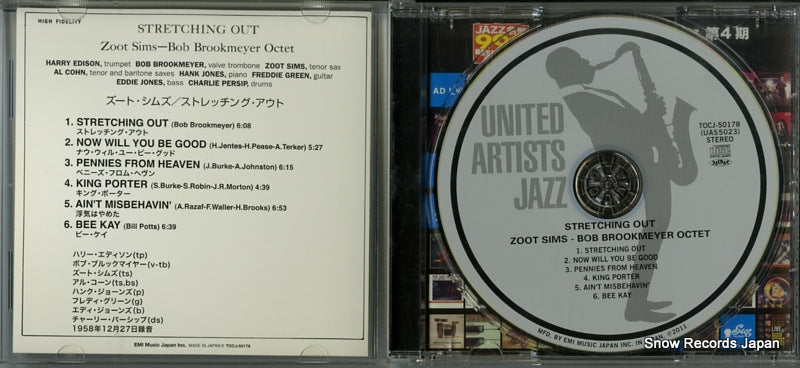 HIGH FIDELITY
STRETCHING OUT
Zoot Sims—Bob Brookmeyer Octet
HARRY EDISON, trumpet BOB BROOKMEYER, valve trombone ZOOT SIMS, tenor sax
AL COHN, tenor and baritone saxes HANK JONES, piano FREDDIE GREEN, guitar
EDDIE JONES, bass CHARLIE PERSIP, drums
ズート・シムズ／ストレッチング・アウト
1. STRETCHING OUT (Bob Brookmeyer) 6:08
ストレッチング・アウト
2. NOW WILL YOU BE GOOD (H.Jentes-H.Pease-A.Terker) 5:27
ナウ・ウィル・ユー・ビー・グッド
3. PENNIES FROM HEAVEN (J.Burke-A.Johnston) 6:15
ペニーズ・フロム・ヘヴン
4. KING PORTER (S.Burke-S.Robin-J.R.Morton) 4:39
キング・ポーター
5. AIN'T MISBEHAVIN' (A.Razaf-F.Waller-H.Brooks) 6:53
浮気はやめた
6. BEE KAY (Bill Potts) 6:39
ビー・ケイ
ハリー・エディソン(tp)
ボブ・ブルックマイヤー(v-tb)
ズート・シムズ(ts)
アル・コーン(ts,bs)
ハンク・ジョーンズ(p)
フレディ・グリーン(g)
エディ・ジョーンズ(b)
チャーリー・パーシップ(ds)
1958年12月27日録音
EMI Music Japan Inc. MADE IN JAPAN TOCJ-50178
JAZZ
第4期
AD
UNITED
ARTISTS
JAZZ
TOCJ-50178
(UAS5023)
STEREO
STRETCHING OUT
ZOOT SIMS - BOB BROOKMEYER OCTET
1. STRETCHING OUT
2. NOW WILL YOU BE GOOD
3. PENNIES FROM HEAVEN
4. KING PORTER
5. AIN'T MISBEHAVIN'
6. BEE KAY
MFD. BY EMI MUSIC JAPAN INC. IN JAPAN. ℗2011
Snow Records Japan